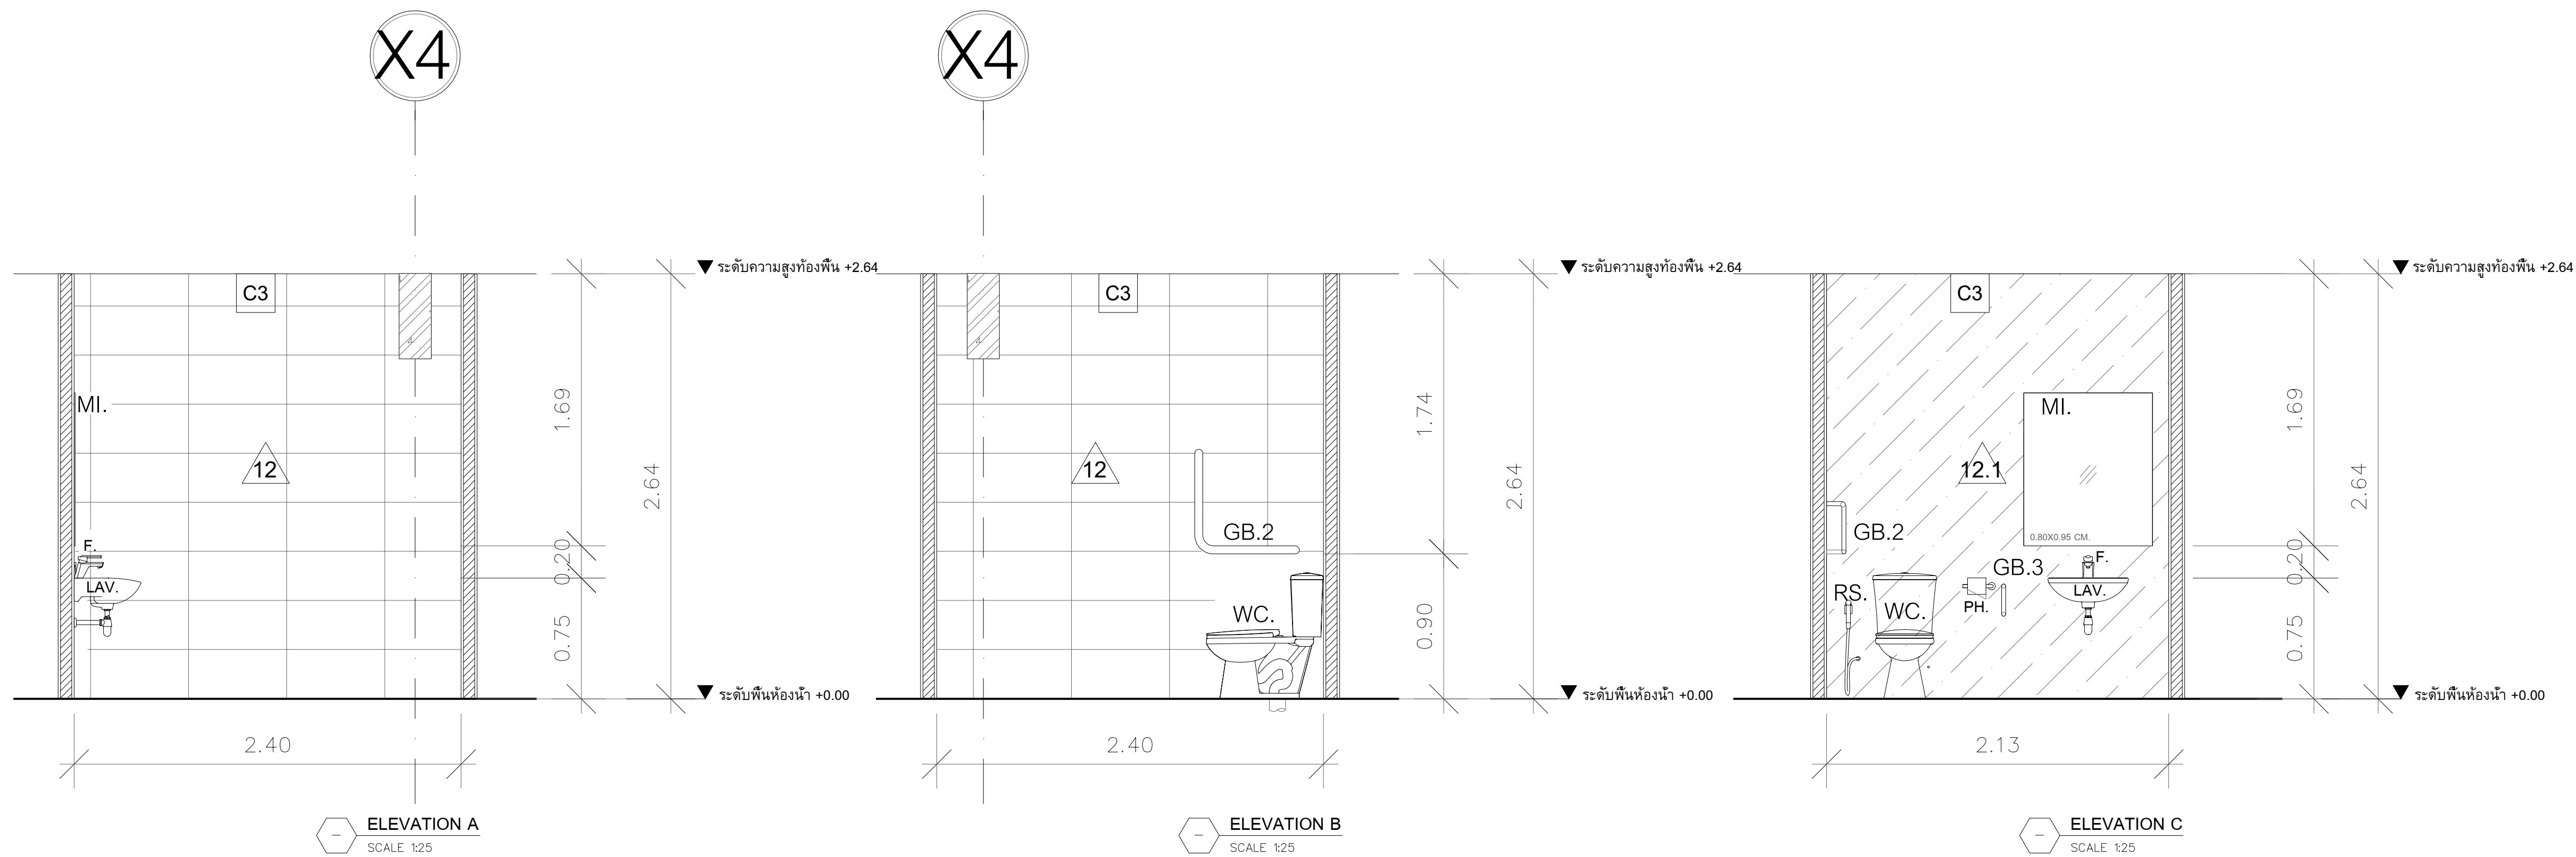 X4
X4
ระดับความสูงท้องพื้น +2.64
ระดับความสูงท้องพื้น +2.64
ระดับความสูงท้องพื้น +2.64
C3
C3
C3
MI.
12
1.69
2.64
F.
0.20
LAV.
0.75
ระดับพื้นห้องน้ำ +0.00
2.40
12
1.74
2.64
GB.2
WC.
0.90
ระดับพื้นห้องน้ำ +0.00
2.40
MI.
12.1
1.69
2.64
GB.2
0.80X0.95 CM.
0.20
F.
GB.3
RS.
WC.
PH.
LAV.
0.75
ระดับพื้นห้องน้ำ +0.00
2.13
ELEVATION A
SCALE 1:25
ELEVATION B
SCALE 1:25
ELEVATION C
SCALE 1:25